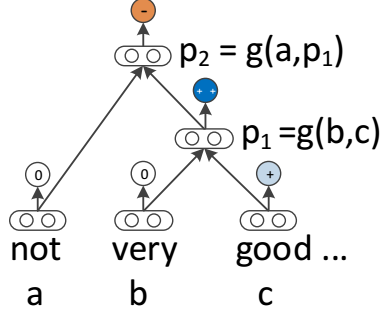 -
p₂ = g(a,p₁)
+ +
p₁ =g(b,c)
0 0 +
not very good ...
a b c